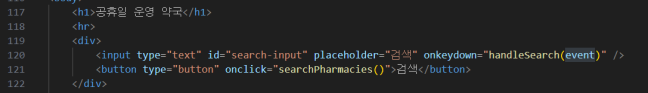 117 <h1>공휴일 운영 약국</h1>
118 <hr>
119 <div>
120 <input type="text" id="search-input" placeholder="검색" onkeydown="handleSearch(event)" />
121 <button type="button" onclick="searchPharmacies()">검색</button>
122 </div>